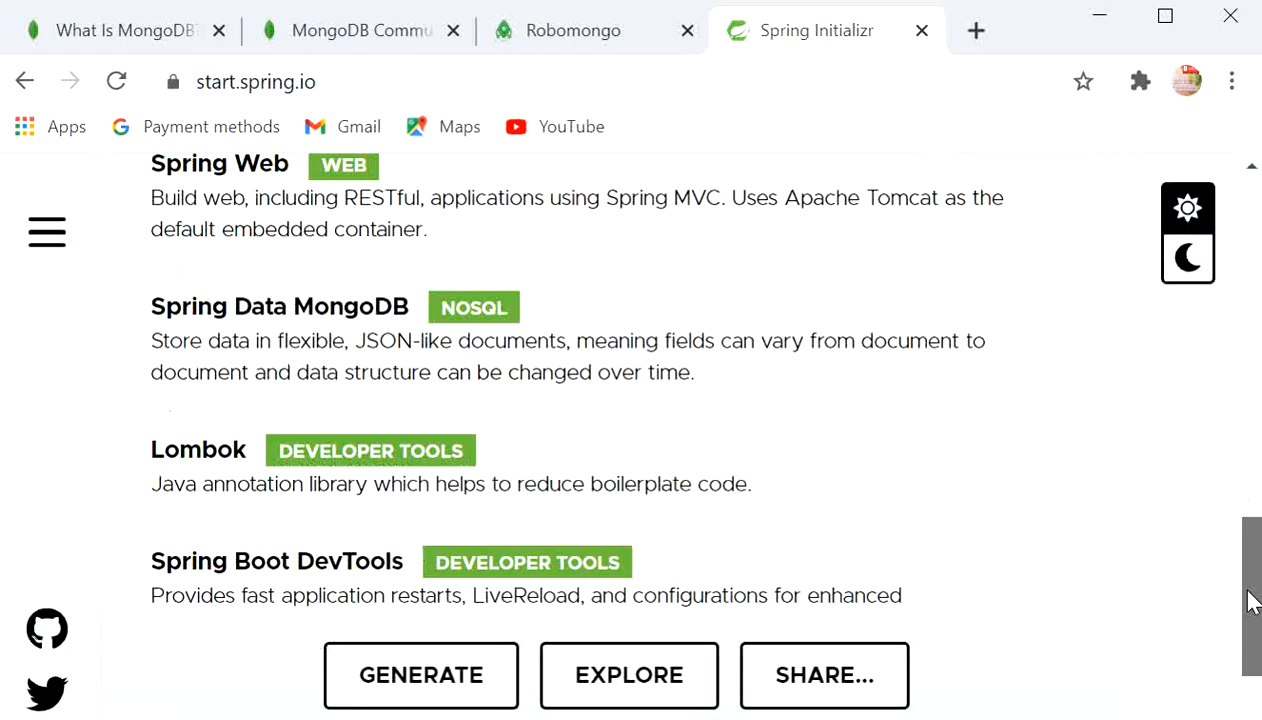 What Is MongoDB
MongoDB Commu
Robomongo
Spring Initializr
start.spring.io
Apps
Payment methods
Gmail
Maps
YouTube
Spring Web WEB
Build web, including RESTful, applications using Spring MVC. Uses Apache Tomcat as the
default embedded container.
Spring Data MongoDB NOSQL
Store data in flexible, JSON-like documents, meaning fields can vary from document to
document and data structure can be changed over time.
Lombok DEVELOPER TOOLS
Java annotation library which helps to reduce boilerplate code.
Spring Boot DevTools DEVELOPER TOOLS
Provides fast application restarts, LiveReload, and configurations for enhanced
GENERATE
EXPLORE
SHARE...